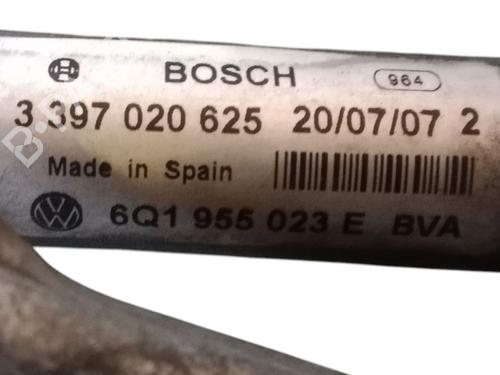 BOSCH 964
3 397 020 625 20/07/07 2
Made in Spain
6Q1 955 023 E BVA